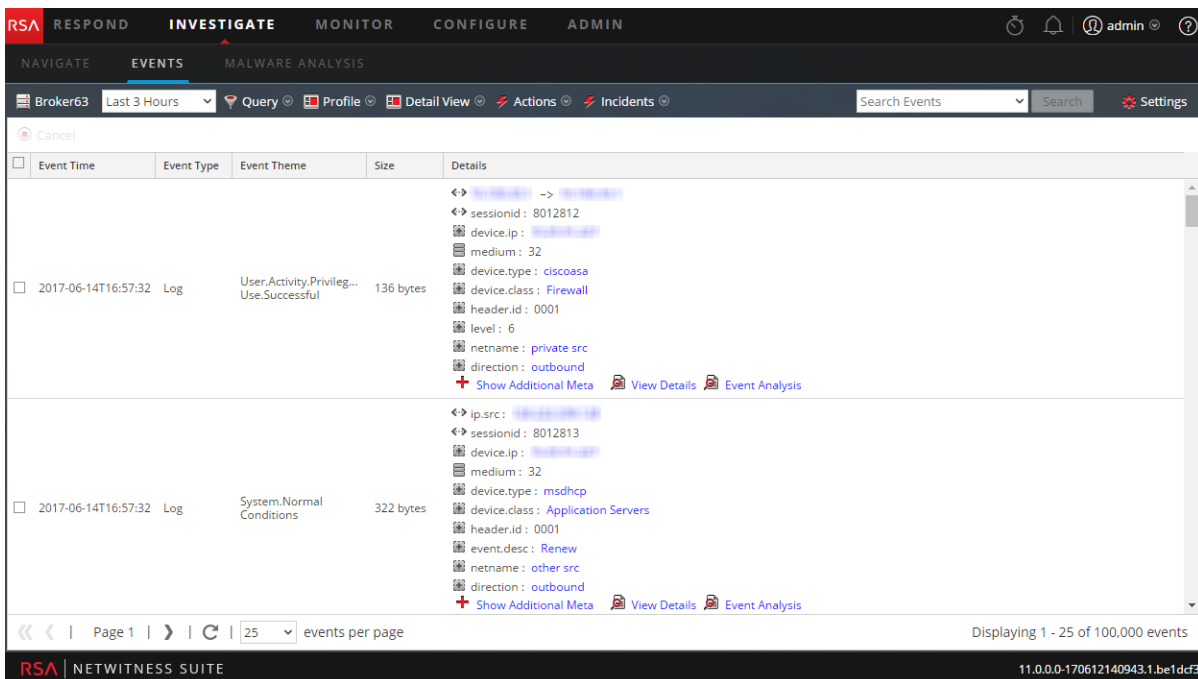 RSA RESPOND INVESTIGATE MONITOR CONFIGURE ADMIN admin ?
NAVIGATE EVENTS MALWARE ANALYSIS
Broker63 Last 3 Hours Query Profile Detail View Actions Incidents Search Events Search Settings
Cancel
Event Time Event Type Event Theme Size Details
->
sessionid : 8012812
device.ip :
medium : 32
device.type : ciscoasa
device.class : Firewall
2017-06-14T16:57:32 Log User.Activity.Privileg... Use.Successful 136 bytes
header.id : 0001
level : 6
netname : private src
direction : outbound
+ Show Additional Meta View Details Event Analysis
ip.src :
sessionid : 8012813
device.ip :
medium : 32
device.type : msdhcp
device.class : Application Servers
2017-06-14T16:57:32 Log System.Normal Conditions 322 bytes
header.id : 0001
event.desc : Renew
netname : other src
direction : outbound
+ Show Additional Meta View Details Event Analysis
Page 1 | 25 events per page Displaying 1 - 25 of 100,000 events
RSA | NETWITNESS SUITE 11.0.0.0-170612140943.1.be1dcf3